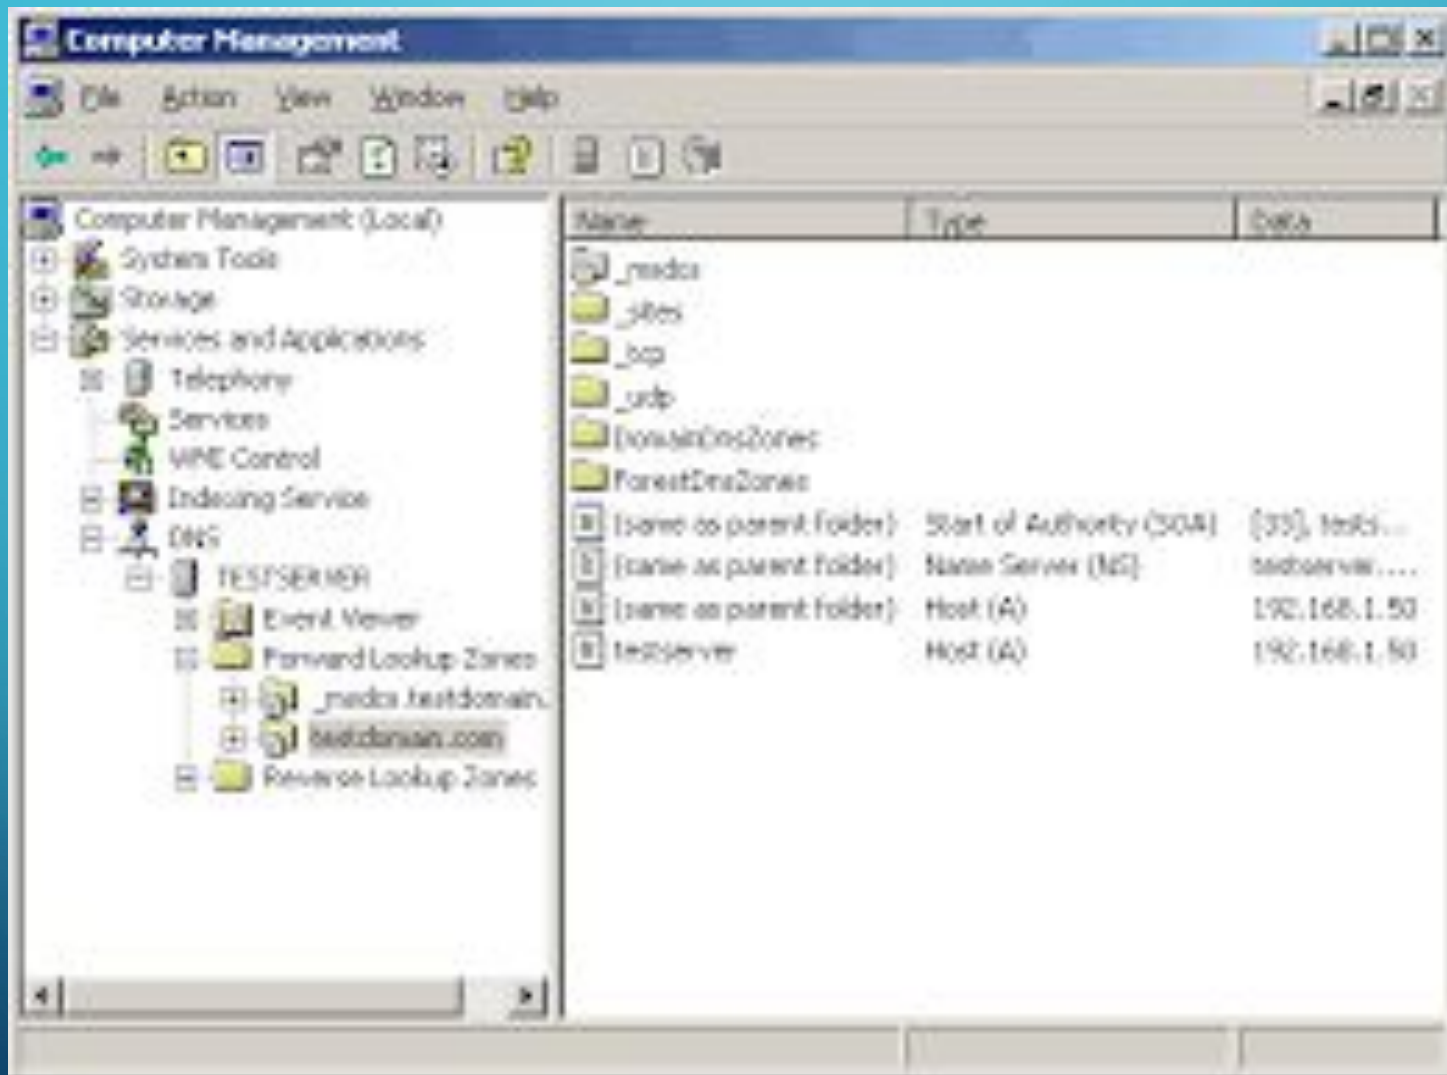 Computer Management
File Action View Window Help
Computer Management (Local)
System Tools
Storage
Services and Applications
Telephony
Services
WMI Control
Indexing Service
DNS
TESTSERVER
Event Viewer
Forward Lookup Zones
_msdcs.testdomain.
testdomain.com
Reverse Lookup Zones
Name Type Data
_msdcs
_sites
_tcp
_udp
DomainDnsZones
ForestDnsZones
(same as parent folder) Start of Authority (SOA) [33], tests...
(same as parent folder) Name Server (NS) testserver....
(same as parent folder) Host (A) 192.168.1.50
testserver Host (A) 192.168.1.50